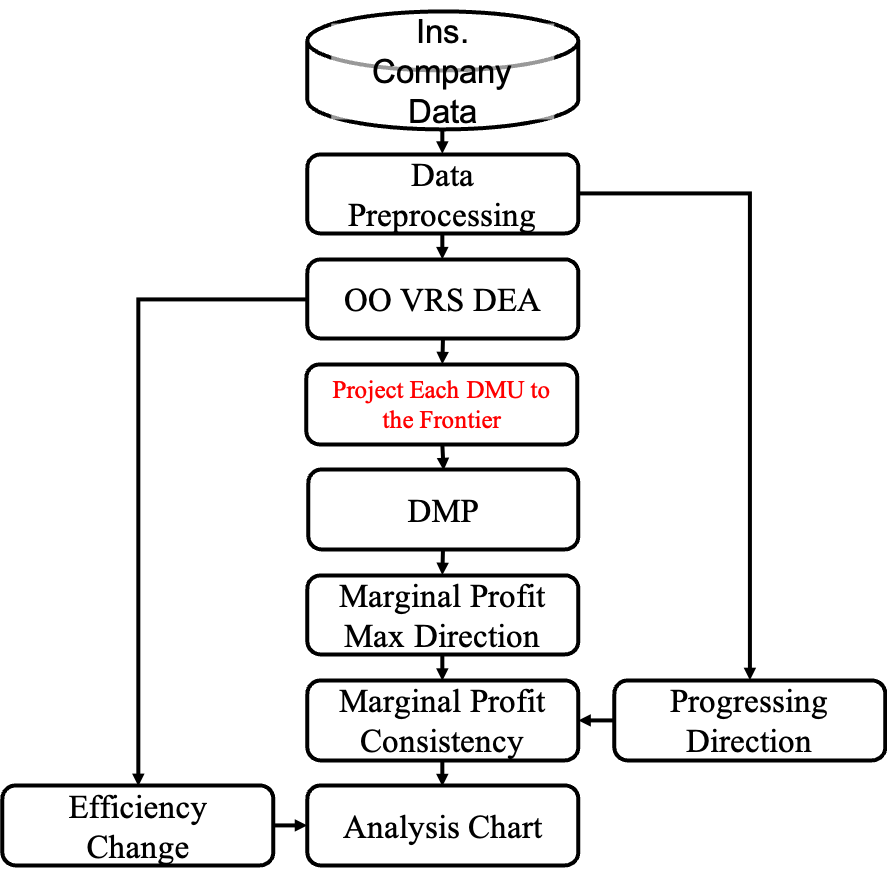 Ins.
Company
Data
Data
Preprocessing
OO VRS DEA
Project Each DMU to
the Frontier
DMP
Marginal Profit
Max Direction
Marginal Profit
Consistency
Progressing
Direction
Efficiency
Change
Analysis Chart